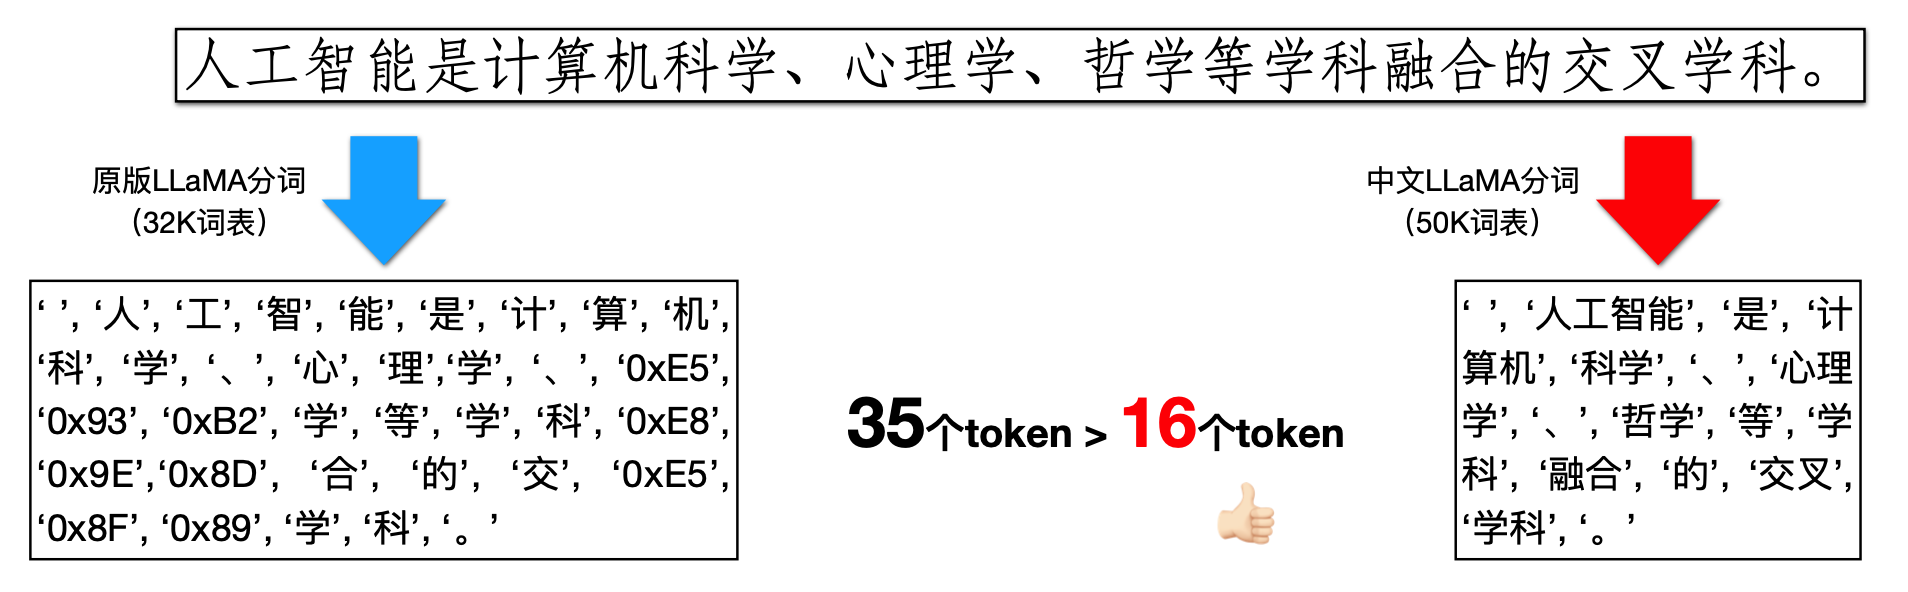 人工智能是计算机科学、心理学、哲学等学科融合的交叉学科。
原版LLaMA分词
（32K词表）
中文LLaMA分词
（50K词表）
‘ ’, ‘人’, ‘工’, ‘智’, ‘能’, ‘是’, ‘计’, ‘算’, ‘机’,
‘科’, ‘学’, ‘、’, ‘心’, ‘理’,‘学’, ‘、’, ‘0xE5’,
‘0x93’, ‘0xB2’, ‘学’, ‘等’, ‘学’, ‘科’, ‘0xE8’,
‘0x9E’,‘0x8D’, ‘合’, ‘的’, ‘交’, ‘0xE5’,
‘0x8F’, ‘0x89’, ‘学’, ‘科’, ‘。’
35个token > 16个token
‘ ’, ‘人工智能’, ‘是’, ‘计
算机’, ‘科学’, ‘、’, ‘心理
学’, ‘、’, ‘哲学’, ‘等’, ‘学
科’, ‘融合’, ‘的’, ‘交叉’,
‘学科’, ‘。’